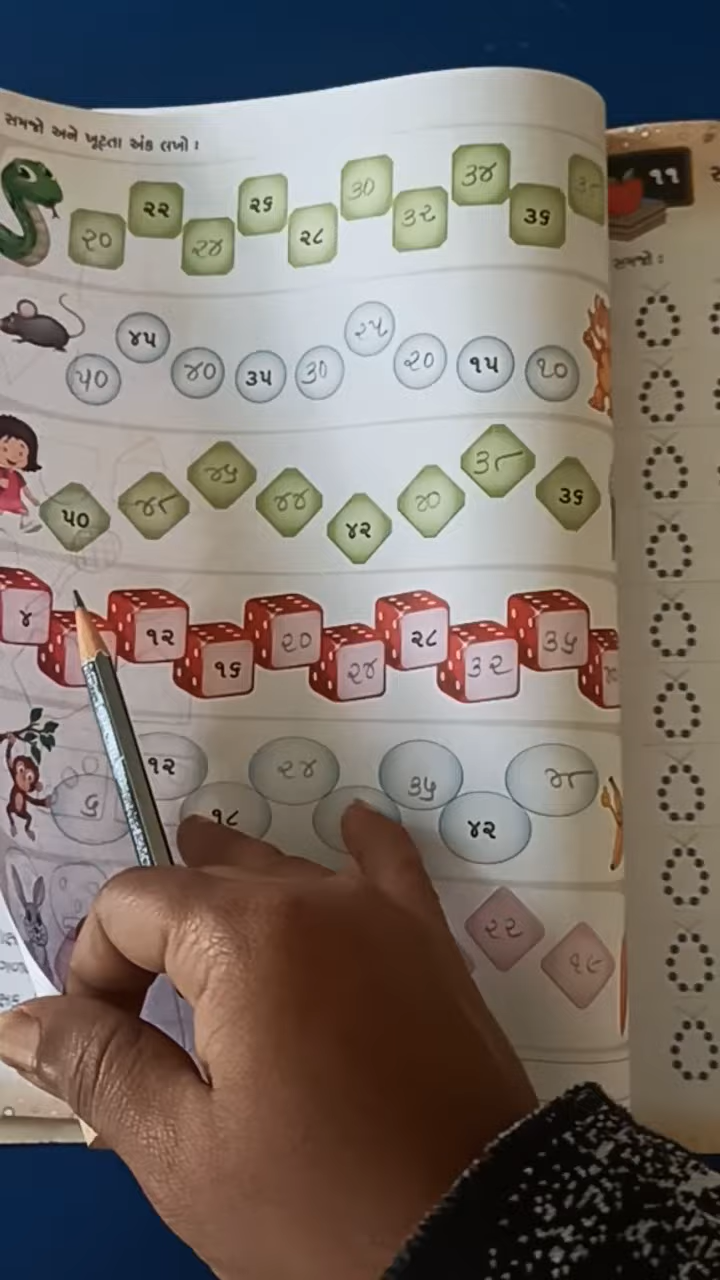 સમજો અને ખૂટતા અંક લખો :
૨૦ ૨૨ ૨૪ ૨૬ ૨૮ ૩૦ ૩૨ ૩૪ ૩૬ ૩૮
૫૦ ૪૫ ૪૦ ૩૫ ૩૦ ૨૫ ૨૦ ૧૫ ૧૦
૫૦ ૪૮ ૪૬ ૪૪ ૪૨ ૪૦ ૩૮ ૩૬
૪ ૧૨ ૧૬ ૨૦ ૨૪ ૨૮ ૩૨ ૩૬
૬ ૧૨ ૧૮ ૨૪ ૩૬ ૪૨ ૪૮
૨૨
૧૧
સમજો :